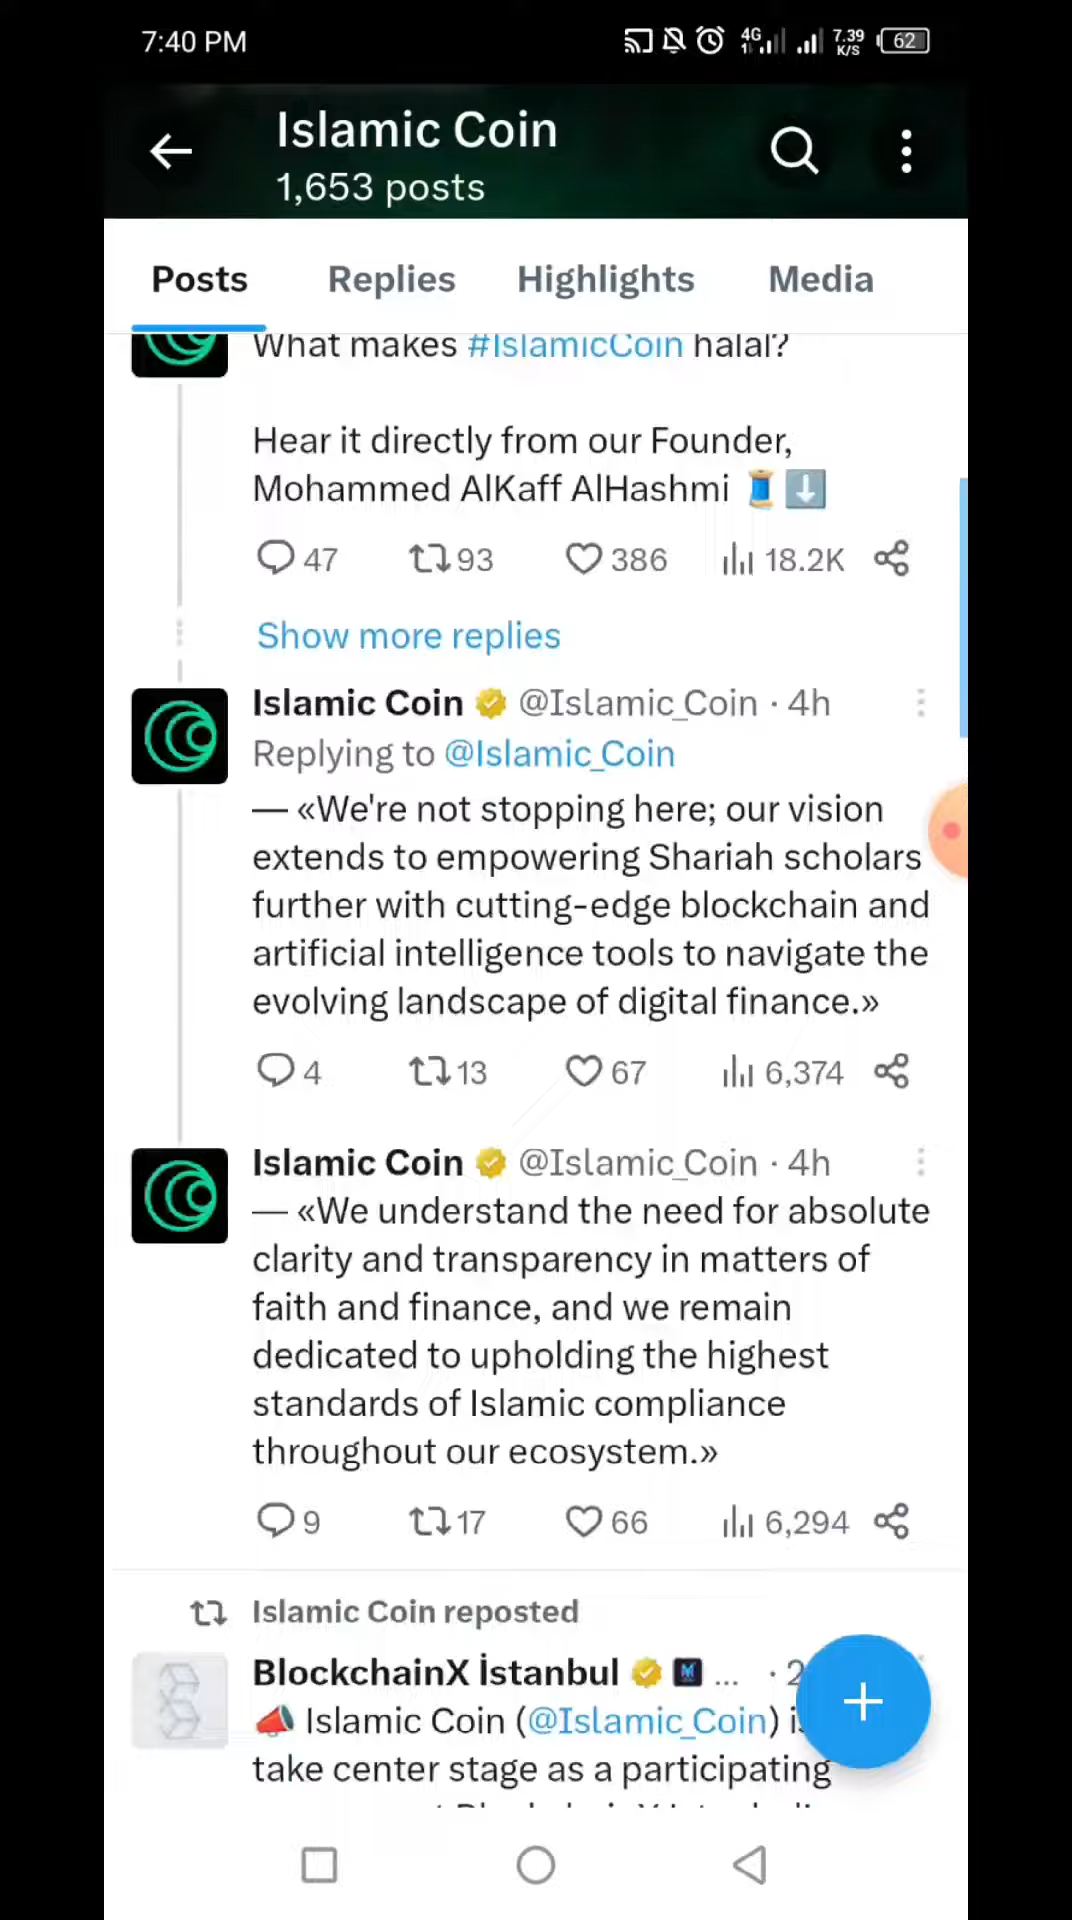 7:40 PM
4G
7.39
K/S
62
Islamic Coin
1,653 posts
Posts Replies Highlights Media
What makes #IslamicCoin halal?
Hear it directly from our Founder,
Mohammed AlKaff AlHashmi
47 93 386 18.2K
Show more replies
Islamic Coin @Islamic_Coin · 4h
Replying to @Islamic_Coin
— «We're not stopping here; our vision
extends to empowering Shariah scholars
further with cutting-edge blockchain and
artificial intelligence tools to navigate the
evolving landscape of digital finance.»
4 13 67 6,374
Islamic Coin @Islamic_Coin · 4h
— «We understand the need for absolute
clarity and transparency in matters of
faith and finance, and we remain
dedicated to upholding the highest
standards of Islamic compliance
throughout our ecosystem.»
9 17 66 6,294
Islamic Coin reposted
BlockchainX İstanbul ... ·
Islamic Coin (@Islamic_Coin)
take center stage as a participating